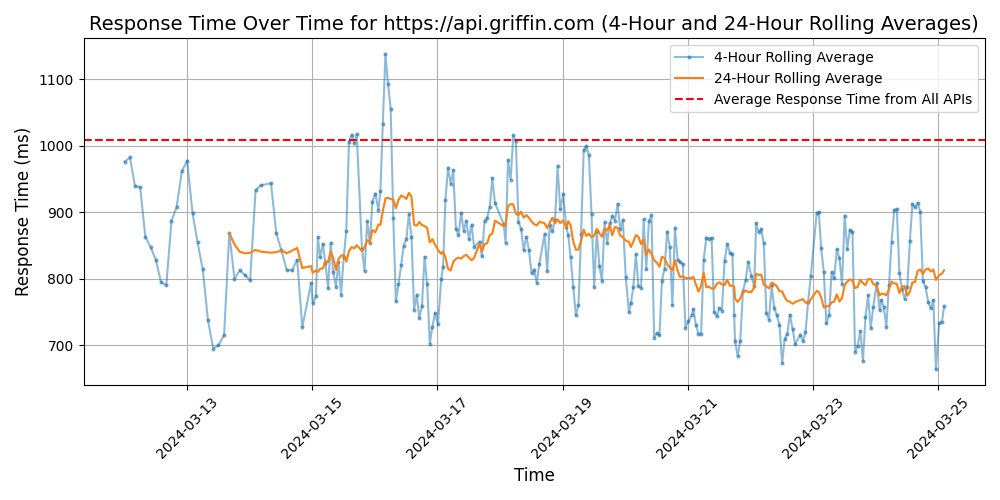 Response Time Over Time for https://api.griffin.com (4-Hour and 24-Hour Rolling Averages)
4-Hour Rolling Average
24-Hour Rolling Average
Average Response Time from All APIs
Response Time (ms)
1100
1000
900
800
700
2024-03-13
2024-03-15
2024-03-17
2024-03-19
2024-03-21
2024-03-23
2024-03-25
Time